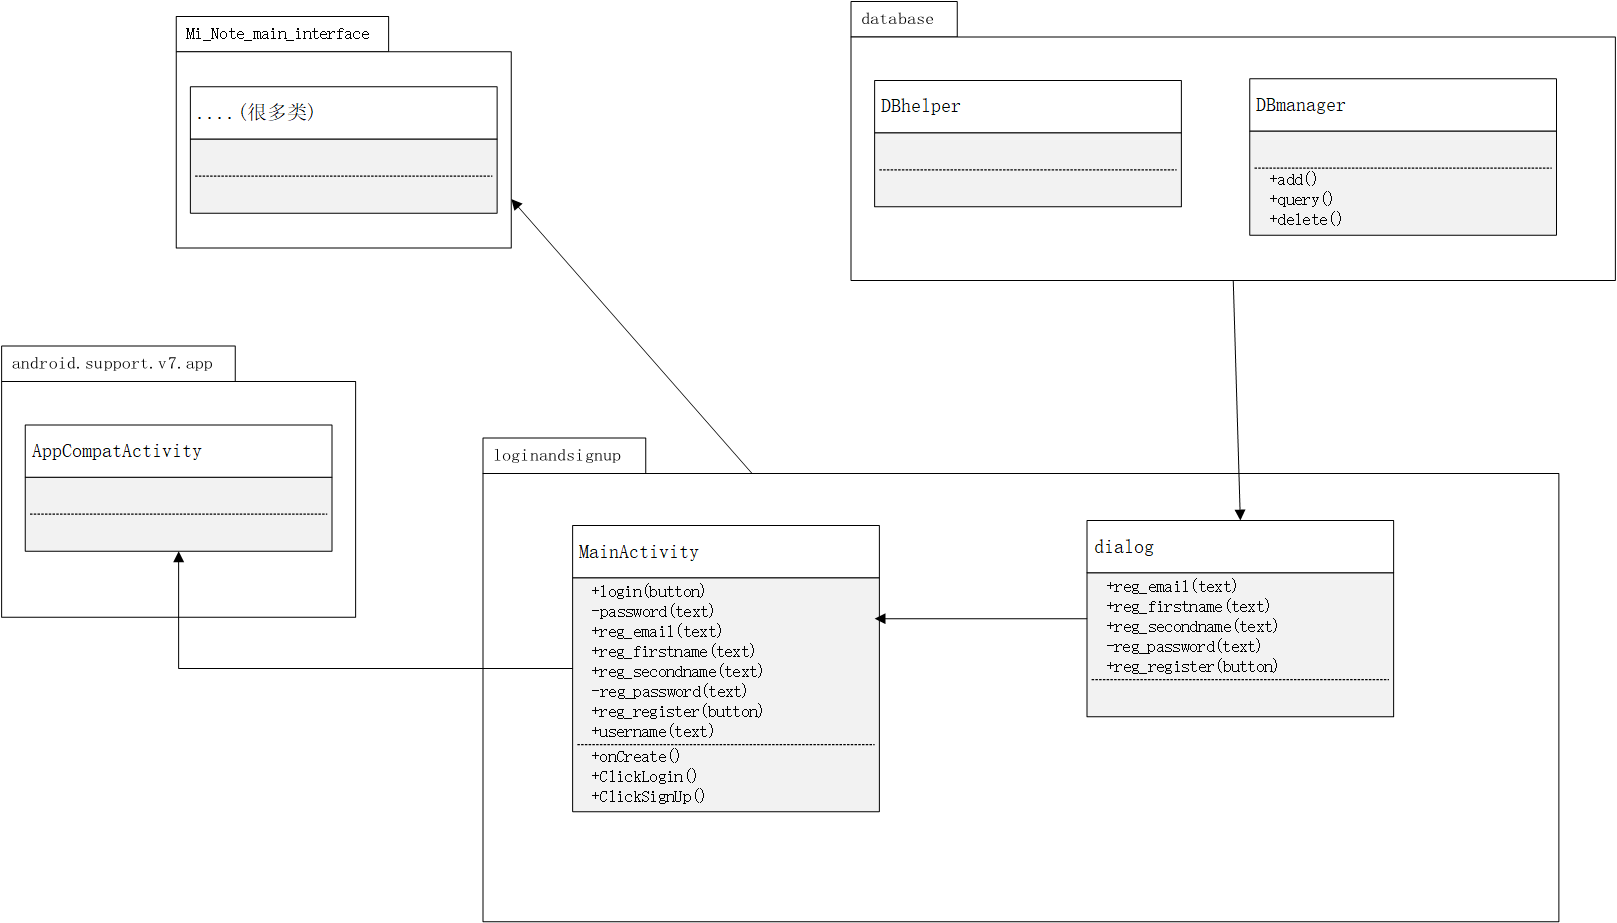 Mi_Note_main_interface
....(很多类)
database
DBhelper
DBmanager
+add()
+query()
+delete()
android.support.v7.app
AppCompatActivity
loginandsignup
MainActivity
+login(button)
-password(text)
+reg_email(text)
+reg_firstname(text)
+reg_secondname(text)
-reg_password(text)
+reg_register(button)
+username(text)
+onCreate()
+ClickLogin()
+ClickSignUp()
dialog
+reg_email(text)
+reg_firstname(text)
+reg_secondname(text)
-reg_password(text)
+reg_register(button)